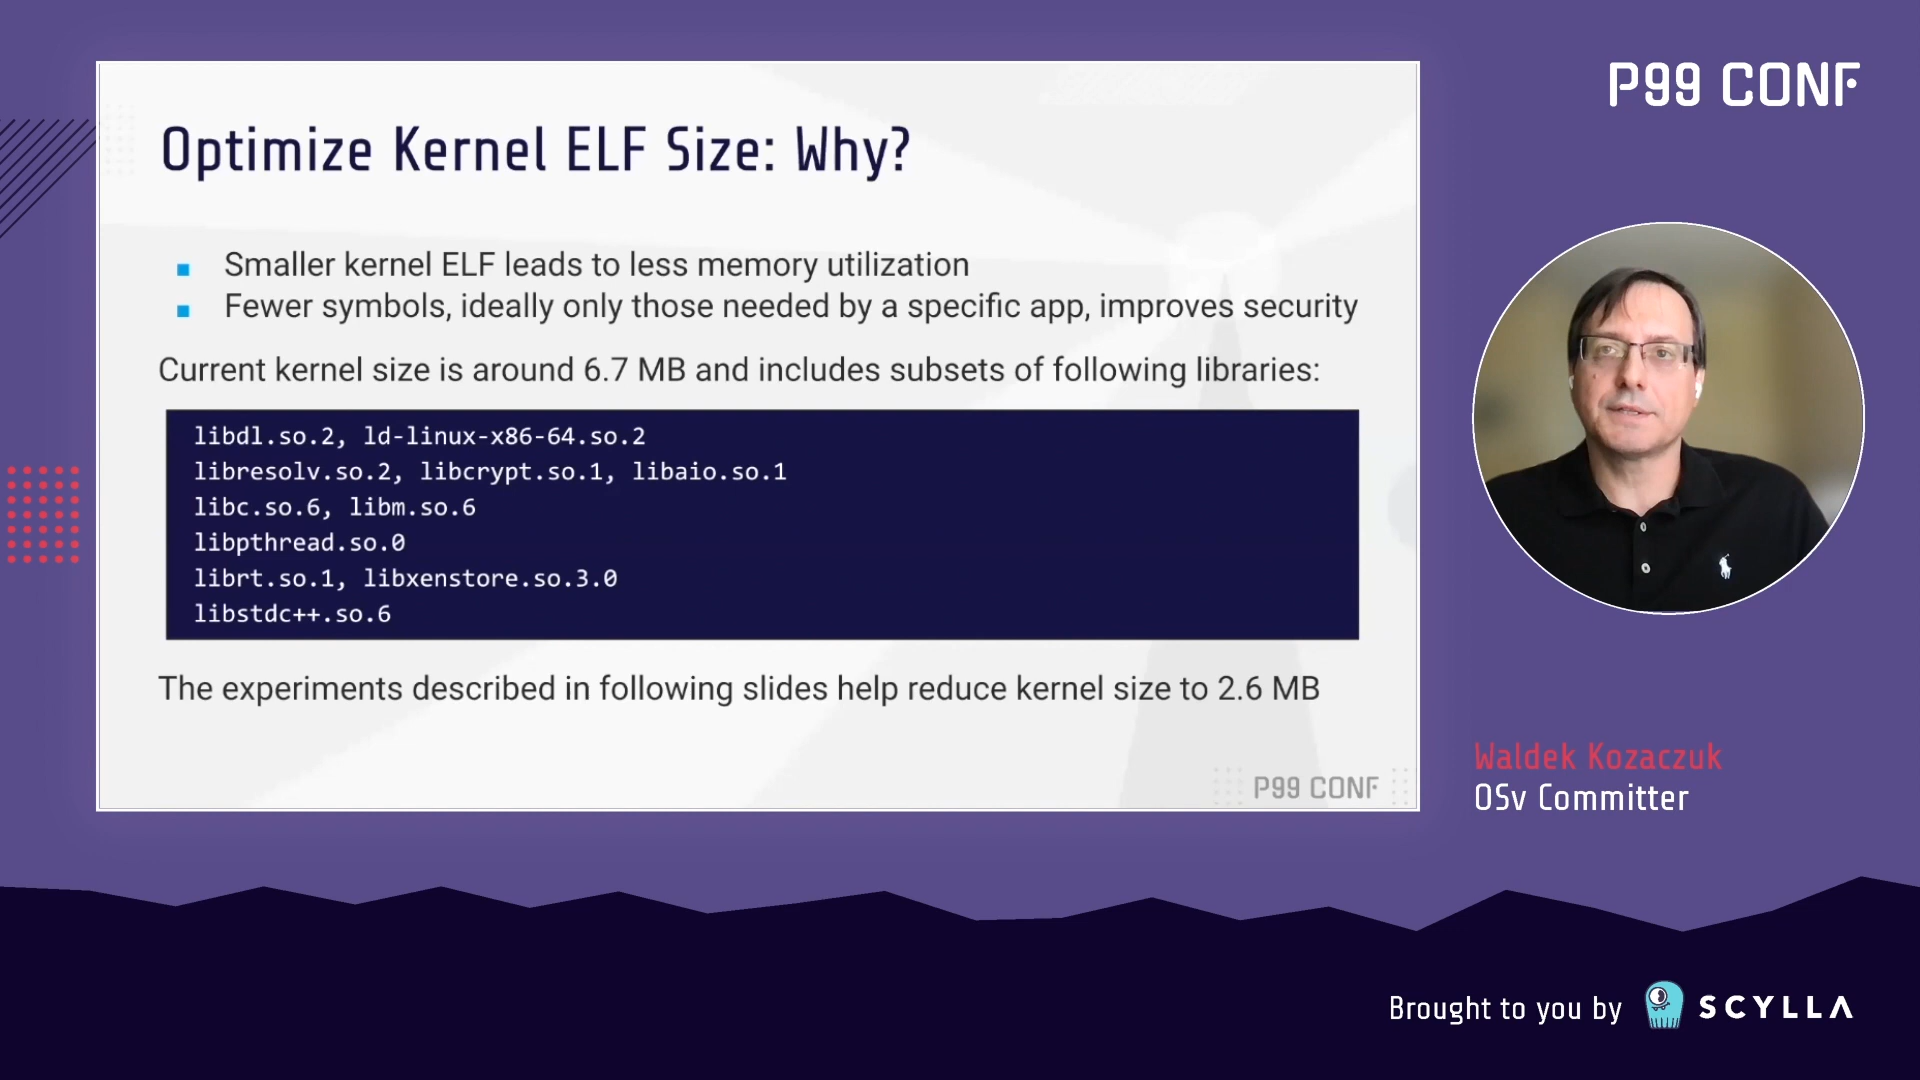 P99 CONF
Optimize Kernel ELF Size: Why?
Smaller kernel ELF leads to less memory utilization
Fewer symbols, ideally only those needed by a specific app, improves security
Current kernel size is around 6.7 MB and includes subsets of following libraries:
libdl.so.2, ld-linux-x86-64.so.2
libresolv.so.2, libcrypt.so.1, libaio.so.1
libc.so.6, libm.so.6
libpthread.so.0
librt.so.1, libxenstore.so.3.0
libstdc++.so.6
The experiments described in following slides help reduce kernel size to 2.6 MB
P99 CONF
Waldek Kozaczuk
OSv Committer
Brought to you by SCYLLA